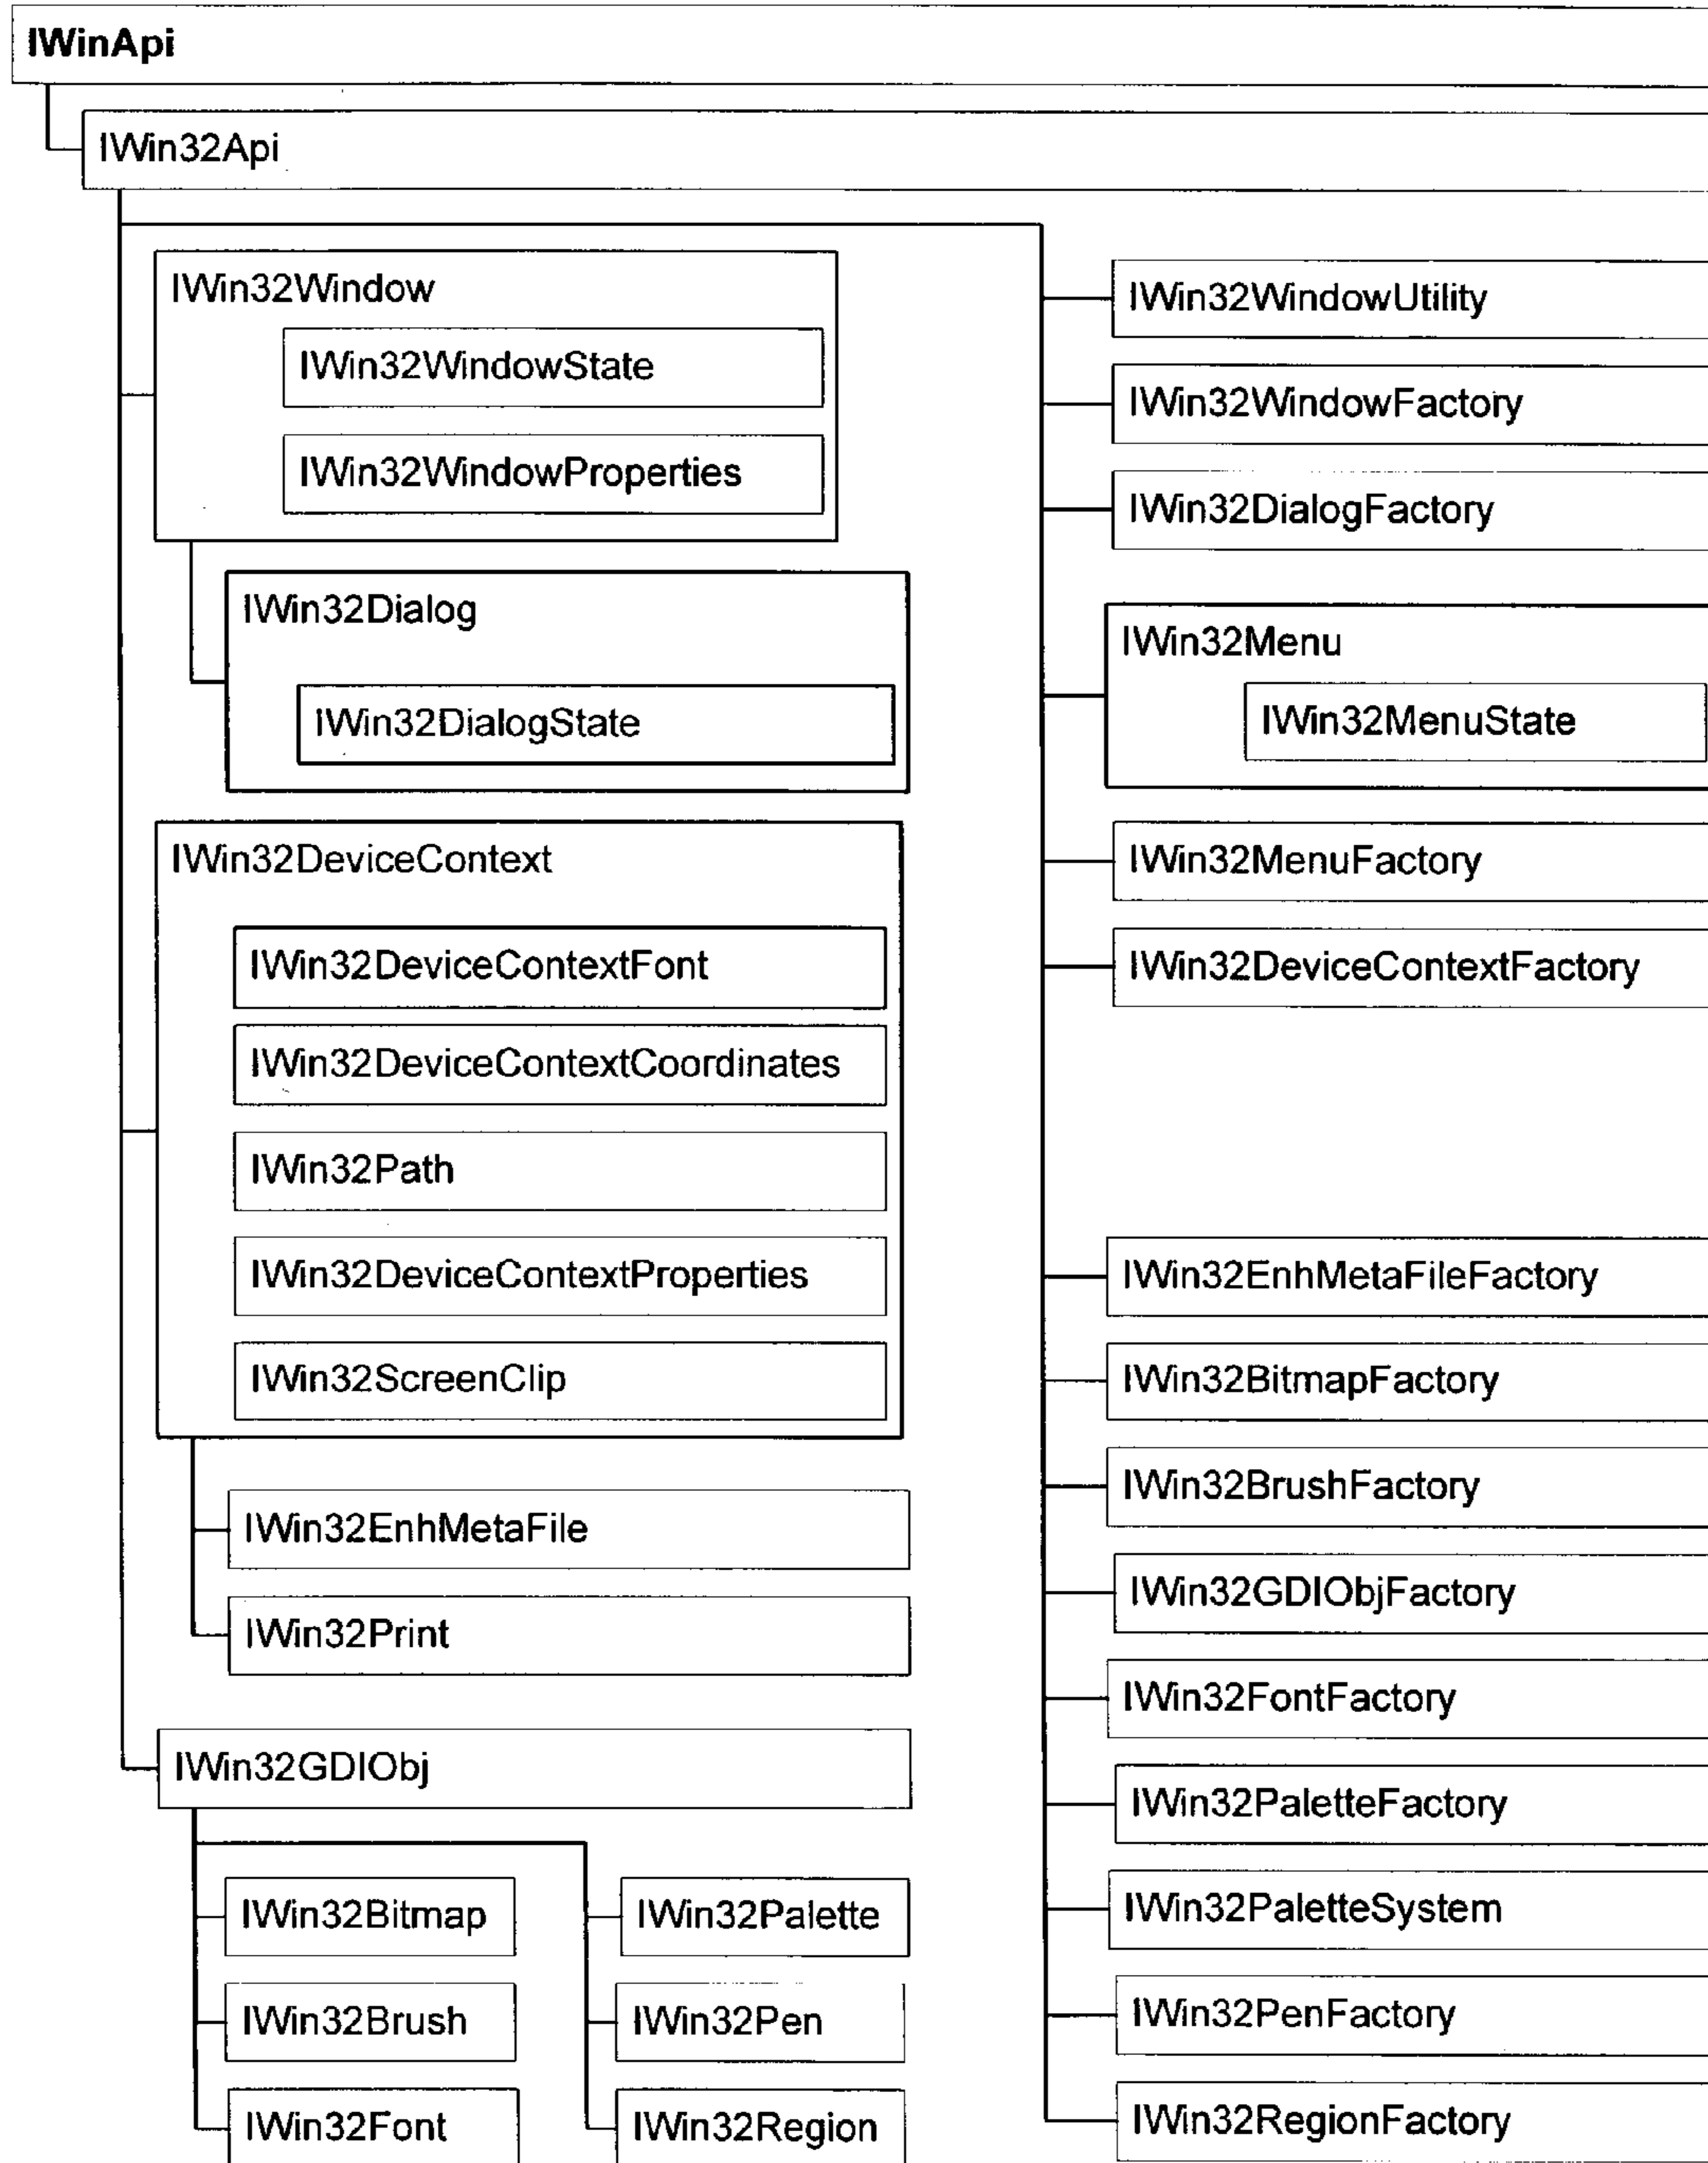 IWinApi
IWin32Api
IWin32Window
IWin32WindowState
IWin32WindowProperties
IWin32Dialog
IWin32DialogState
IWin32DeviceContext
IWin32DeviceContextFont
IWin32DeviceContextCoordinates
IWin32Path
IWin32DeviceContextProperties
IWin32ScreenClip
IWin32EnhMetaFile
IWin32Print
IWin32GDIObj
IWin32Bitmap
IWin32Brush
IWin32Font
IWin32Palette
IWin32Pen
IWin32Region
IWin32WindowUtility
IWin32WindowFactory
IWin32DialogFactory
IWin32Menu
IWin32MenuState
IWin32MenuFactory
IWin32DeviceContextFactory
IWin32EnhMetaFileFactory
IWin32BitmapFactory
IWin32BrushFactory
IWin32GDIObjFactory
IWin32FontFactory
IWin32PaletteFactory
IWin32PaletteSystem
IWin32PenFactory
IWin32RegionFactory